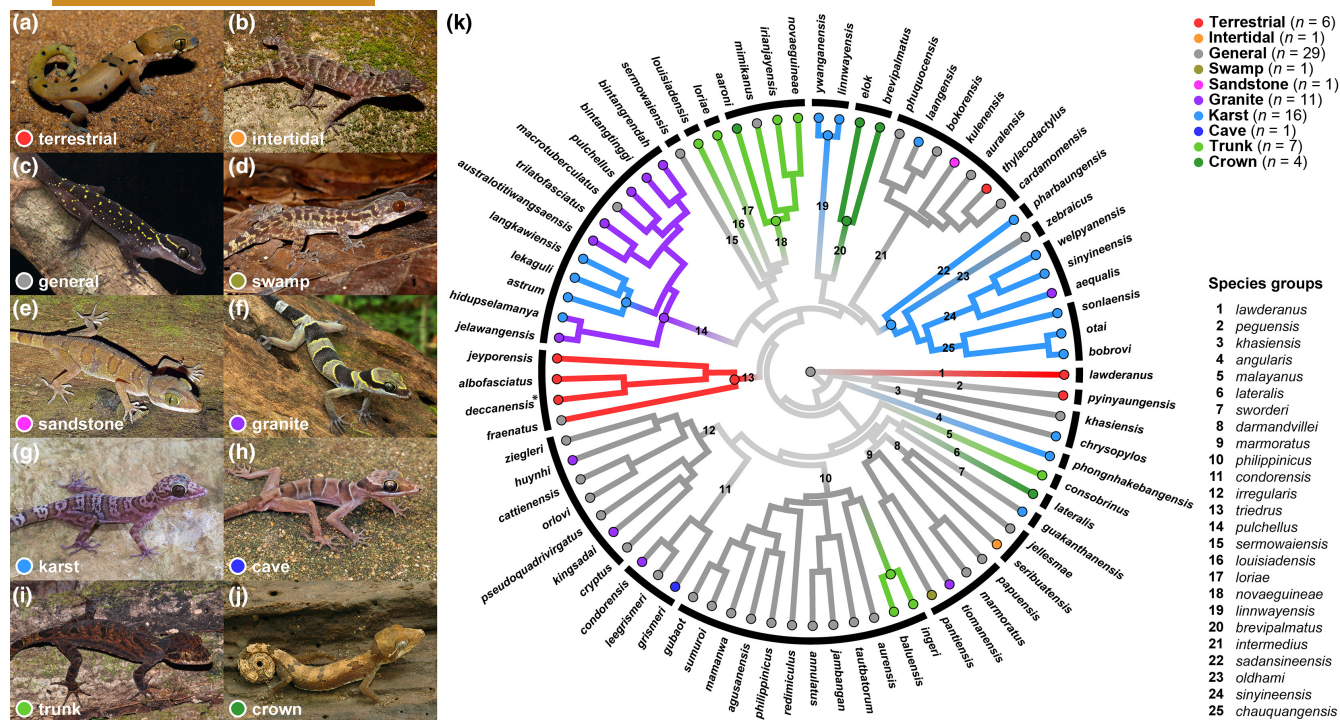 (a)
terrestrial
(b)
intertidal
(c)
general
(d)
swamp
(e)
sandstone
(f)
granite
(g)
karst
(h)
cave
(i)
trunk
(j)
crown
(k)
jeyporensis
albofasciatus
deccanensis*
fraenatus
ziegleri
huynhi
cattienensis
orlovi
pseudoquadrivirgatus
kingsadai
cryptus
condorensis
leegrismeri
grismeri
gubaot
sumuroi
mamanwa
agusanensis
philippinicus
redimiculus
annulatus
jambangan
tautbatorum
aurensis
baluensis
ingeri
pantiensis
tiomanensis
marmoratus
papuensis
seribuatensis
jellesmae
guakanthanensis
lateralis
consobrinus
phongnhakebangensis
chrysopylos
khasiensis
pyinyaungensis
lawderanus
bobrovi
otai
sonlaensis
aequalis
sinyineensis
welpyanensis
zebraicus
pharbaungensis
cardamomensis
thylacodactylus
auralensis
kulenensis
bokorensis
laangensis
phuquocensis
brevipalmatus
elok
linnwayensis
ywanganensis
novaeguineae
irianjayensis
mimikanus
aaroni
loriae
louisiadensis
sermowaiensis
bintangrendah
bintangtinggi
pulchellus
macrotuberculatus
trilatofasciatus
australotitiwangsaensis
langkawiensis
lekaguli
astrum
hidupselamanya
jelawangensis
1
2
3
4
5
6
7
8
9
10
11
12
13
14
15
16
17
18
19
20
21
22
23
24
25
Terrestrial (n = 6)
Intertidal (n = 1)
General (n = 29)
Swamp (n = 1)
Sandstone (n = 1)
Granite (n = 11)
Karst (n = 16)
Cave (n = 1)
Trunk (n = 7)
Crown (n = 4)
Species groups
1 lawderanus
2 peguensis
3 khasiensis
4 angularis
5 malayanus
6 lateralis
7 sworderi
8 darmandvillei
9 marmoratus
10 philippinicus
11 condorensis
12 irregularis
13 triedrus
14 pulchellus
15 sermowaiensis
16 louisiadensis
17 loriae
18 novaeguineae
19 linnwayensis
20 brevipalmatus
21 intermedius
22 sadansineensis
23 oldhami
24 sinyineensis
25 chauquangensis